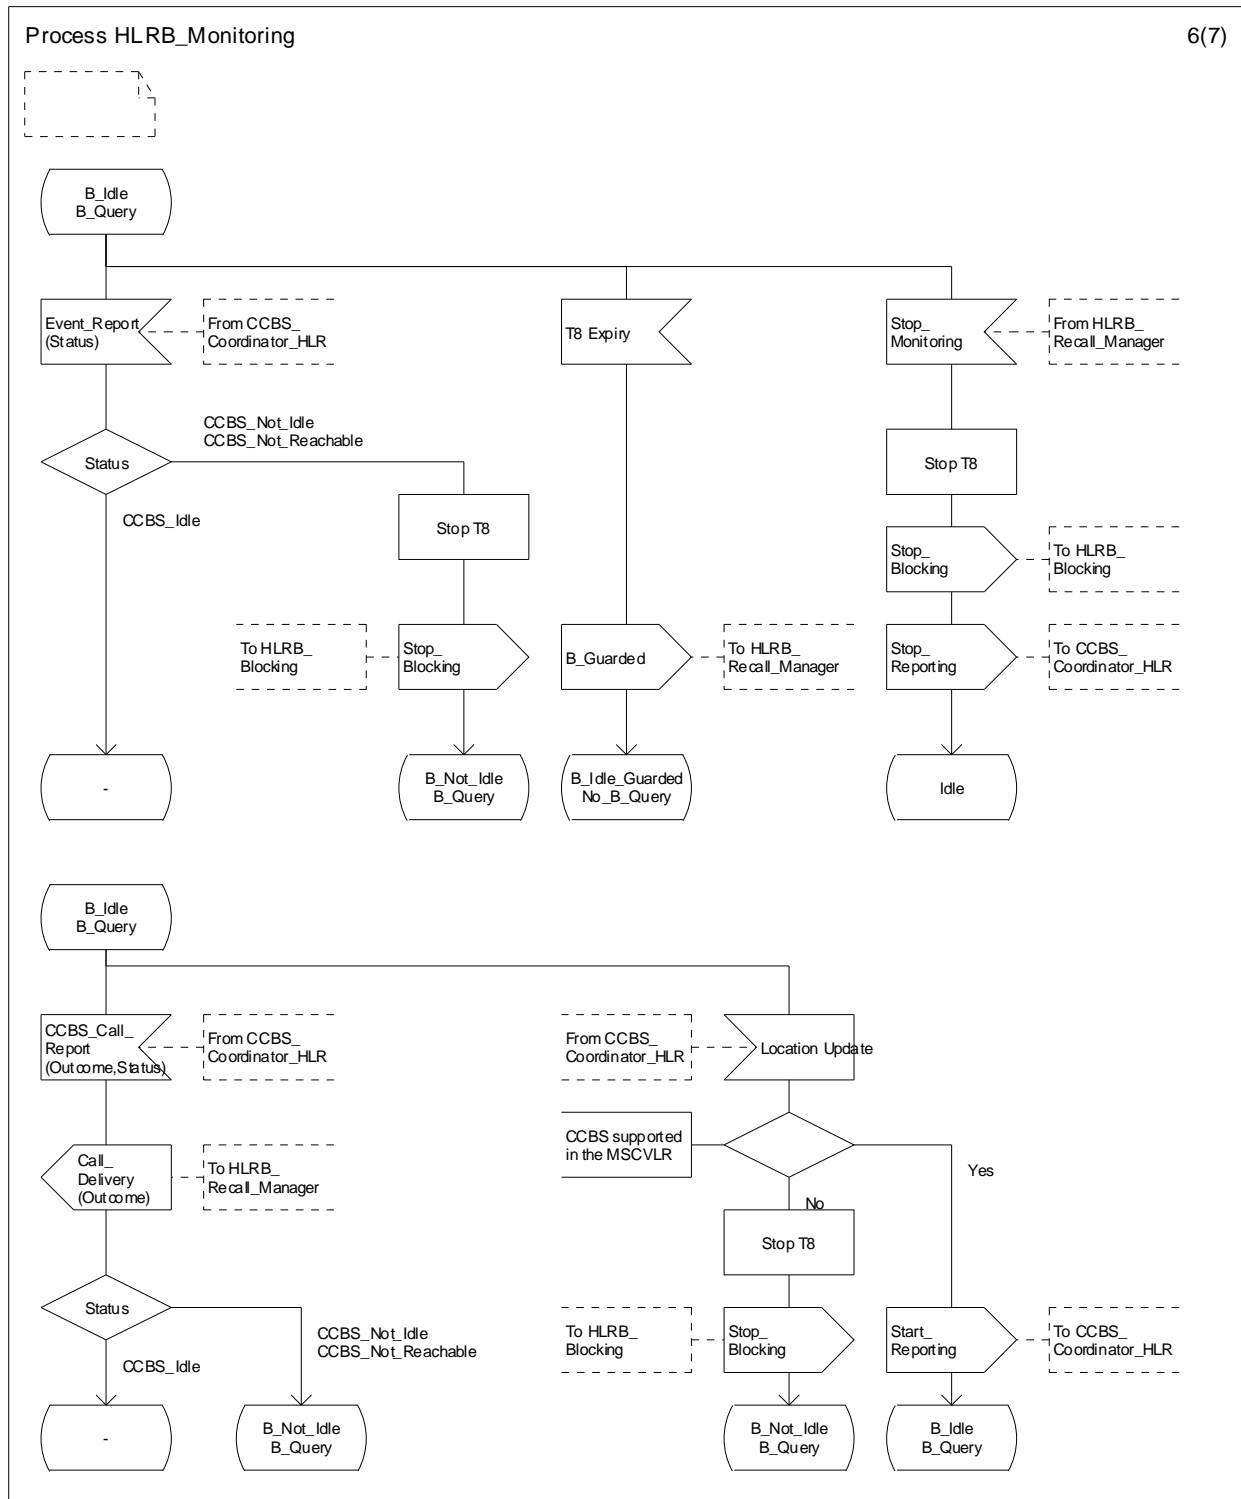 Process HLRB_Monitoring
6(7)
B_Idle
B_Query
Event_Report
(Status)
From CCBS_
Coordinator_HLR
T8 Expiry
Stop_
Monitoring
From HLRB_
Recall_Manager
CCBS_Not_Idle
CCBS_Not_Reachable
Status
Stop T8
CCBS_Idle
Stop T8
Stop_
Blocking
To HLRB_
Blocking
To HLRB_
Blocking
Stop_
Blocking
B_Guarded
To HLRB_
Recall_Manager
Stop_
Reporting
To CCBS_
Coordinator_HLR
-
B_Not_Idle
B_Query
B_Idle_Guarded
No_B_Query
Idle
B_Idle
B_Query
CCBS_Call_
Report
(Outcome,Status)
From CCBS_
Coordinator_HLR
From CCBS_
Coordinator_HLR
Location Update
CCBS supported
in the MSCVLR
Yes
Call_
Delivery
(Outcome)
To HLRB_
Recall_Manager
No
Stop T8
Status
CCBS_Not_Idle
CCBS_Not_Reachable
CCBS_Idle
To HLRB_
Blocking
Stop_
Blocking
Start_
Reporting
To CCBS_
Coordinator_HLR
-
B_Not_Idle
B_Query
B_Not_Idle
B_Query
B_Idle
B_Query